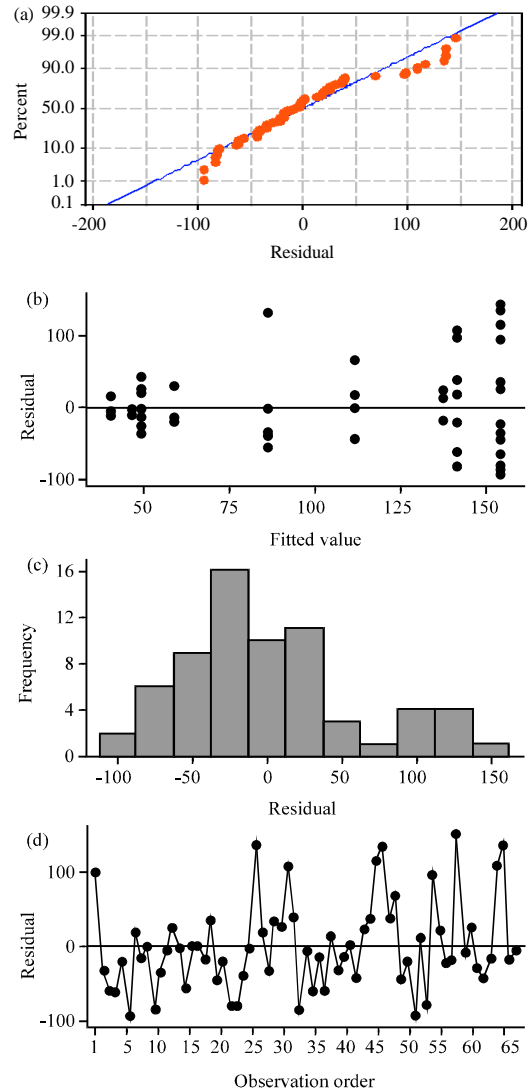 (a)
99.9
99.0
90.0
50.0
10.0
1.0
0.1
Percent
-200 -100 0 100 200
Residual
(b)
100
0
-100
Residual
50 75 100 125 150
Fitted value
(c)
16
12
8
4
0
Frequency
-100 -50 0 50 100 150
Residual
(d)
100
0
-100
Residual
1 5 10 15 20 25 30 35 40 45 50 55 60 65
Observation order